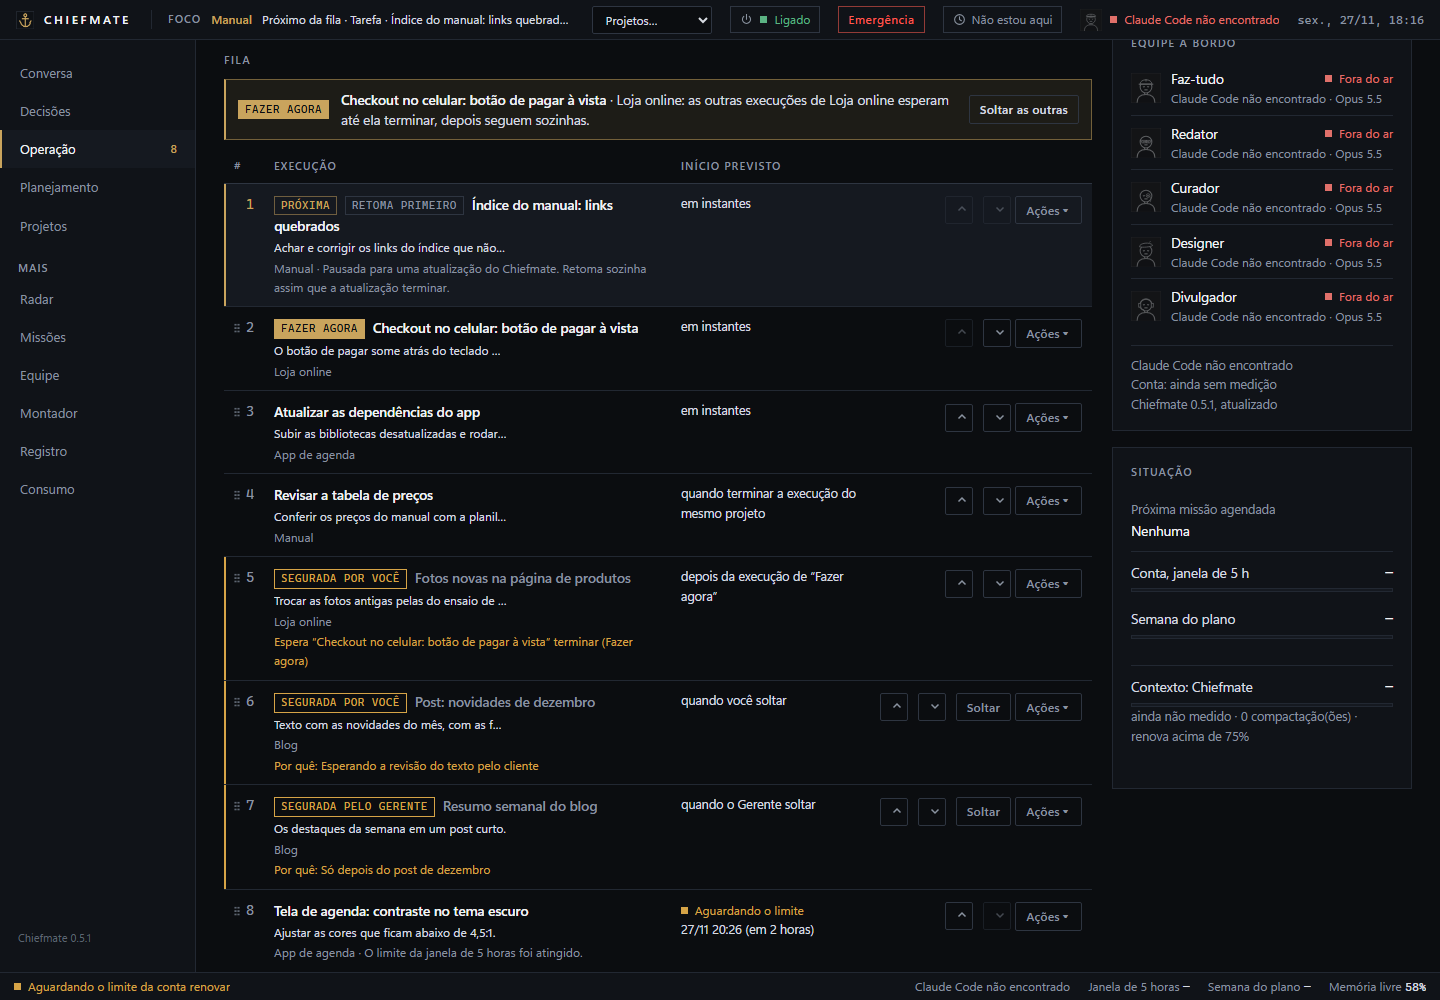 CHIEFMATE
FOCO Manual Próximo da fila · Tarefa · Índice do manual: links quebrad...
Projetos...
Ligado
Emergência
Não estou aqui
Claude Code não encontrado
sex., 27/11, 18:16
Conversa
Decisões
Operação 8
Planejamento
Projetos
MAIS
Radar
Missões
Equipe
Montador
Registro
Consumo
Chiefmate 0.5.1
FILA
FAZER AGORA
Checkout no celular: botão de pagar à vista · Loja online: as outras execuções de Loja online esperam
até ela terminar, depois seguem sozinhas.
Soltar as outras
# EXECUÇÃO INÍCIO PREVISTO
1 PRÓXIMA RETOMA PRIMEIRO Índice do manual: links
quebrados
Achar e corrigir os links do índice que não...
Manual · Pausada para uma atualização do Chiefmate. Retoma sozinha
assim que a atualização terminar.
em instantes
Ações
2 FAZER AGORA Checkout no celular: botão de pagar à vista
O botão de pagar some atrás do teclado ...
Loja online
em instantes
Ações
3 Atualizar as dependências do app
Subir as bibliotecas desatualizadas e rodar...
App de agenda
em instantes
Ações
4 Revisar a tabela de preços
Conferir os preços do manual com a planil...
Manual
quando terminar a execução do
mesmo projeto
Ações
5 SEGURADA POR VOCÊ Fotos novas na página de produtos
Trocar as fotos antigas pelas do ensaio de ...
Loja online
Espera “Checkout no celular: botão de pagar à vista” terminar (Fazer
agora)
depois da execução de “Fazer
agora”
Ações
6 SEGURADA POR VOCÊ Post: novidades de dezembro
Texto com as novidades do mês, com as f...
Blog
Por quê: Esperando a revisão do texto pelo cliente
quando você soltar
Soltar
Ações
7 SEGURADA PELO GERENTE Resumo semanal do blog
Os destaques da semana em um post curto.
Blog
Por quê: Só depois do post de dezembro
quando o Gerente soltar
Soltar
Ações
8 Tela de agenda: contraste no tema escuro
Ajustar as cores que ficam abaixo de 4,5:1.
App de agenda · O limite da janela de 5 horas foi atingido.
Aguardando o limite
27/11 20:26 (em 2 horas)
Ações
EQUIPE A BORDO
Faz-tudo Fora do ar
Claude Code não encontrado · Opus 5.5
Redator Fora do ar
Claude Code não encontrado · Opus 5.5
Curador Fora do ar
Claude Code não encontrado · Opus 5.5
Designer Fora do ar
Claude Code não encontrado · Opus 5.5
Divulgador Fora do ar
Claude Code não encontrado · Opus 5.5
Claude Code não encontrado
Conta: ainda sem medição
Chiefmate 0.5.1, atualizado
SITUAÇÃO
Próxima missão agendada
Nenhuma
Conta, janela de 5 h –
Semana do plano –
Contexto: Chiefmate –
ainda não medido · 0 compactação(ões) ·
renova acima de 75%
Aguardando o limite da conta renovar
Claude Code não encontrado
Janela de 5 horas –
Semana do plano –
Memória livre 58%